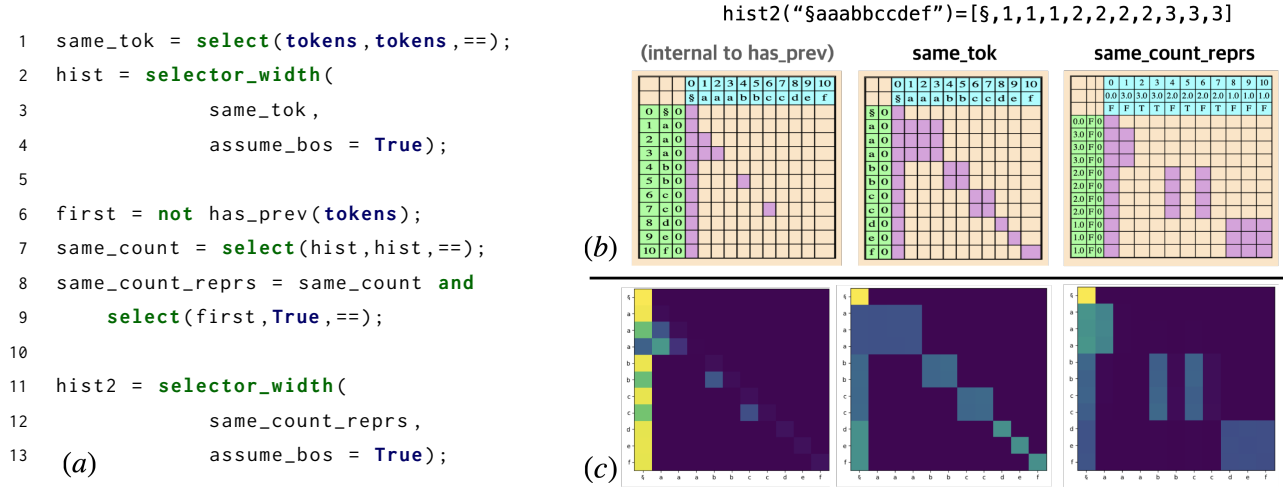 1 same_tok = select(tokens,tokens,==);
2 hist = selector_width(
3 same_tok,
4 assume_bos = True);
5
6 first = not has_prev(tokens);
7 same_count = select(hist,hist,==);
8 same_count_reprs = same_count and
9 select(first,True,==);
10
11 hist2 = selector_width(
12 same_count_reprs,
13 assume_bos = True);
(a)
hist2(“§aaabbccdef”)=[§,1,1,1,2,2,2,2,3,3,3]
(internal to has_prev)
0 1 2 3 4 5 6 7 8 9 10
§ a a a b b c c d e f
0 § 0
1 a 0
2 a 0
3 a 0
4 b 0
5 b 0
6 c 0
7 c 0
8 d 0
9 e 0
10 f 0
same_tok
0 1 2 3 4 5 6 7 8 9 10
§ a a a b b c c d e f
§ 0
a 0
a 0
a 0
b 0
b 0
c 0
c 0
d 0
e 0
f 0
same_count_reprs
0 1 2 3 4 5 6 7 8 9 10
0.0 3.0 3.0 3.0 2.0 2.0 2.0 2.0 1.0 1.0 1.0
F F T T F T F T F F F
0.0 F 0
3.0 F 0
3.0 F 0
3.0 F 0
2.0 F 0
2.0 F 0
2.0 F 0
2.0 F 0
1.0 F 0
1.0 F 0
1.0 F 0
(b)
§
a
a
a
b
b
c
c
d
e
f
§ a a a b b c c d e f
§
a
a
a
b
b
c
c
d
e
f
§ a a a b b c c d e f
§
a
a
a
b
b
c
c
d
e
f
§ a a a b b c c d e f
(c)